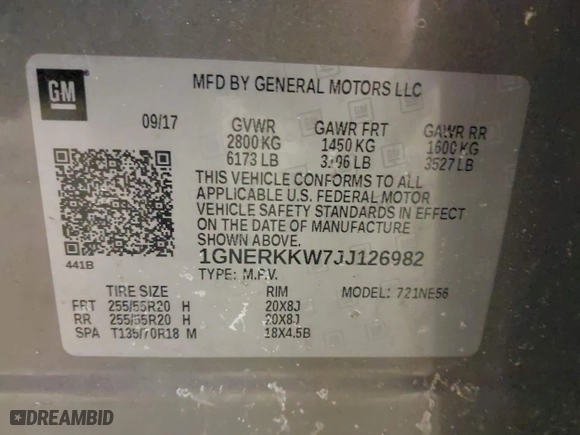 GM
MFD BY GENERAL MOTORS LLC
09/17 GVWR GAWR FRT GAWR RR
2800 KG 1450 KG 1600 KG
6173 LB 3196 LB 3527 LB
THIS VEHICLE CONFORMS TO ALL
APPLICABLE U.S. FEDERAL MOTOR
VEHICLE SAFETY STANDARDS IN EFFECT
ON THE DATE OF MANUFACTURE
SHOWN ABOVE.
441B
1GNERKKW7JJ126982
TYPE: M.P.V.
TIRE SIZE RIM MODEL: 721NE56
FRT 255/55R20 H 20X8J
RR 255/55R20 H 20X8J
SPA T135/70R18 M 18X4.5B
DREAMBID